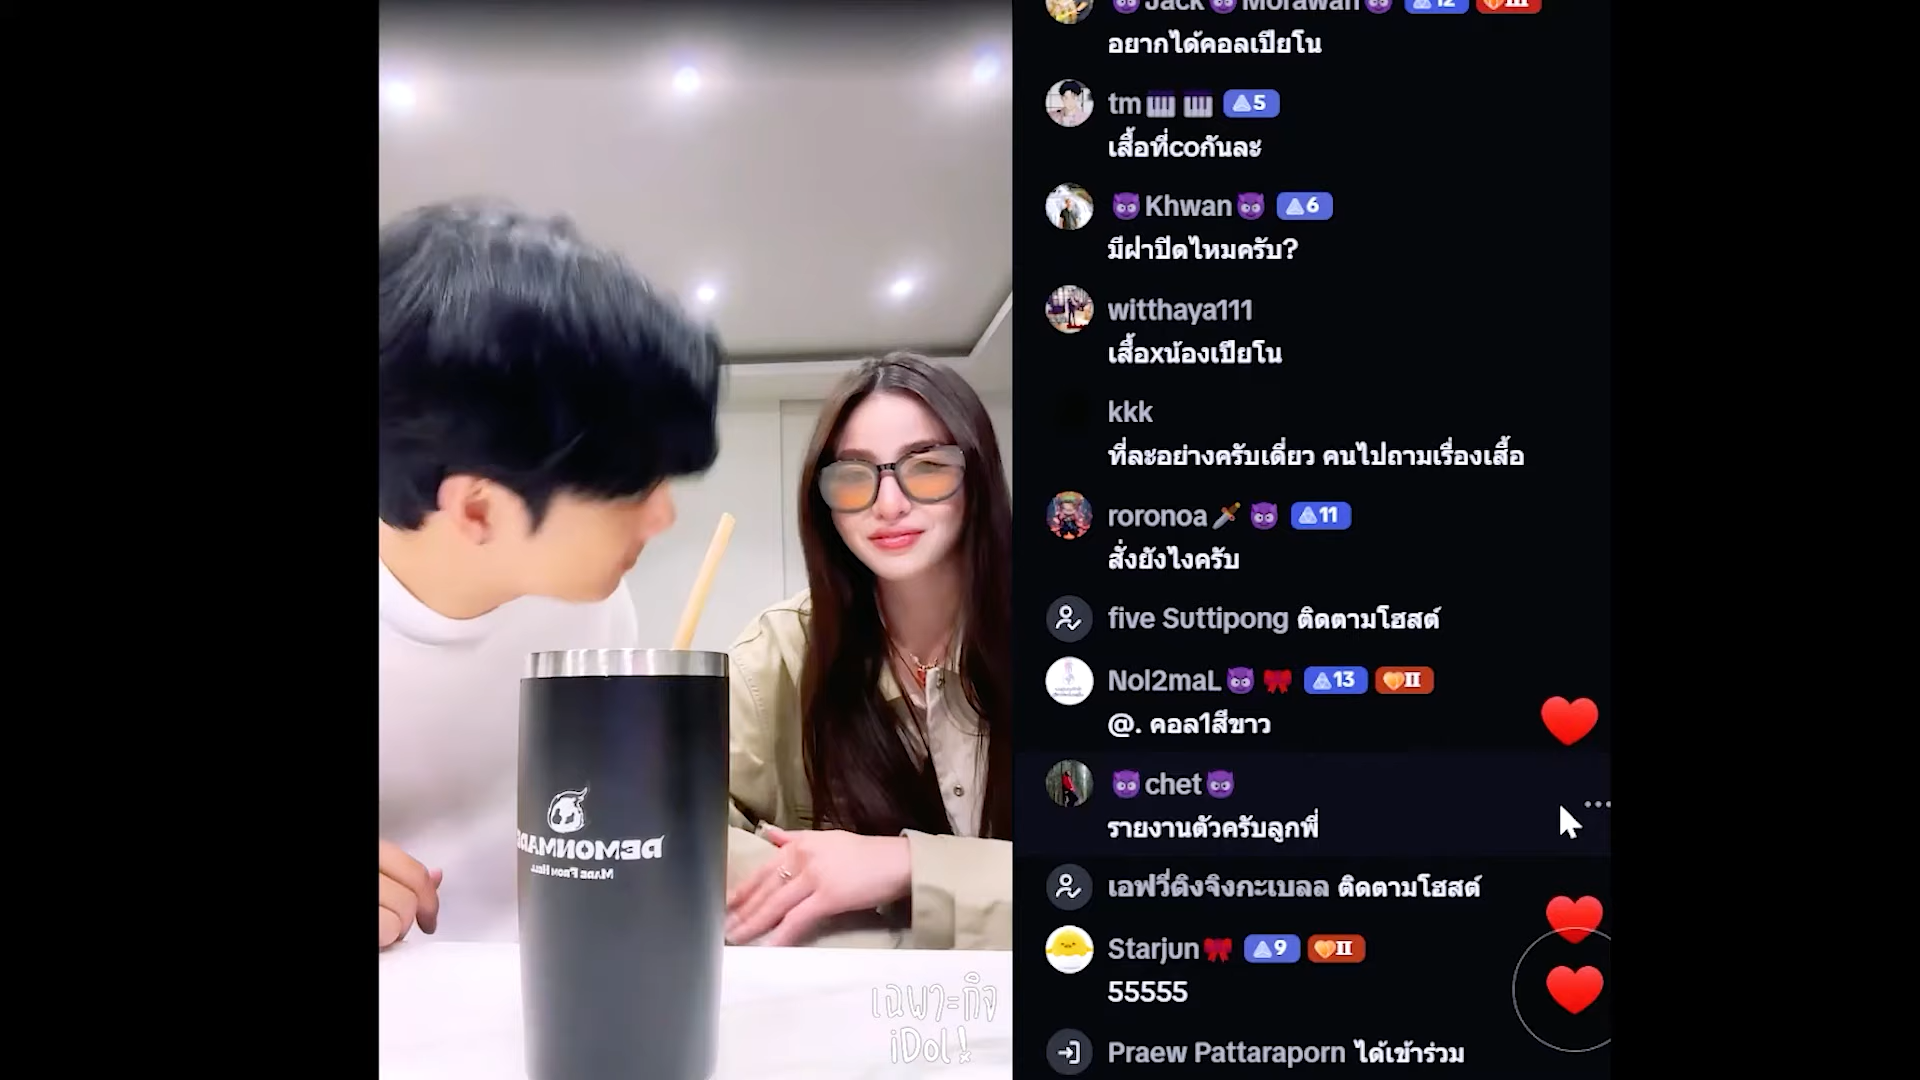 Jack Morawan 12 III
อยากได้คอลเปียโน
tm 5
เสื้อที่coกันละ
Khwan 6
มีฝาปิดไหมครับ?
witthaya111
เสื้อxน้องเปียโน
kkk
ที่ละอย่างครับเดี่ยว คนไปถามเรื่องเสื้อ
roronoa 11
สั่งยังไงครับ
five Suttipong ติดตามโฮสต์
Nol2maL 13 II
@. คอล1สีขาว
chet
รายงานตัวครับลูกพี่
เอฟวี่ติงจิงกะเบลล ติดตามโฮสต์
Starjun 9 II
55555
Praew Pattaraporn ได้เข้าร่วม
DEMONMADE
MADE FROM HELL
เฉพาะกิจ
iDol!